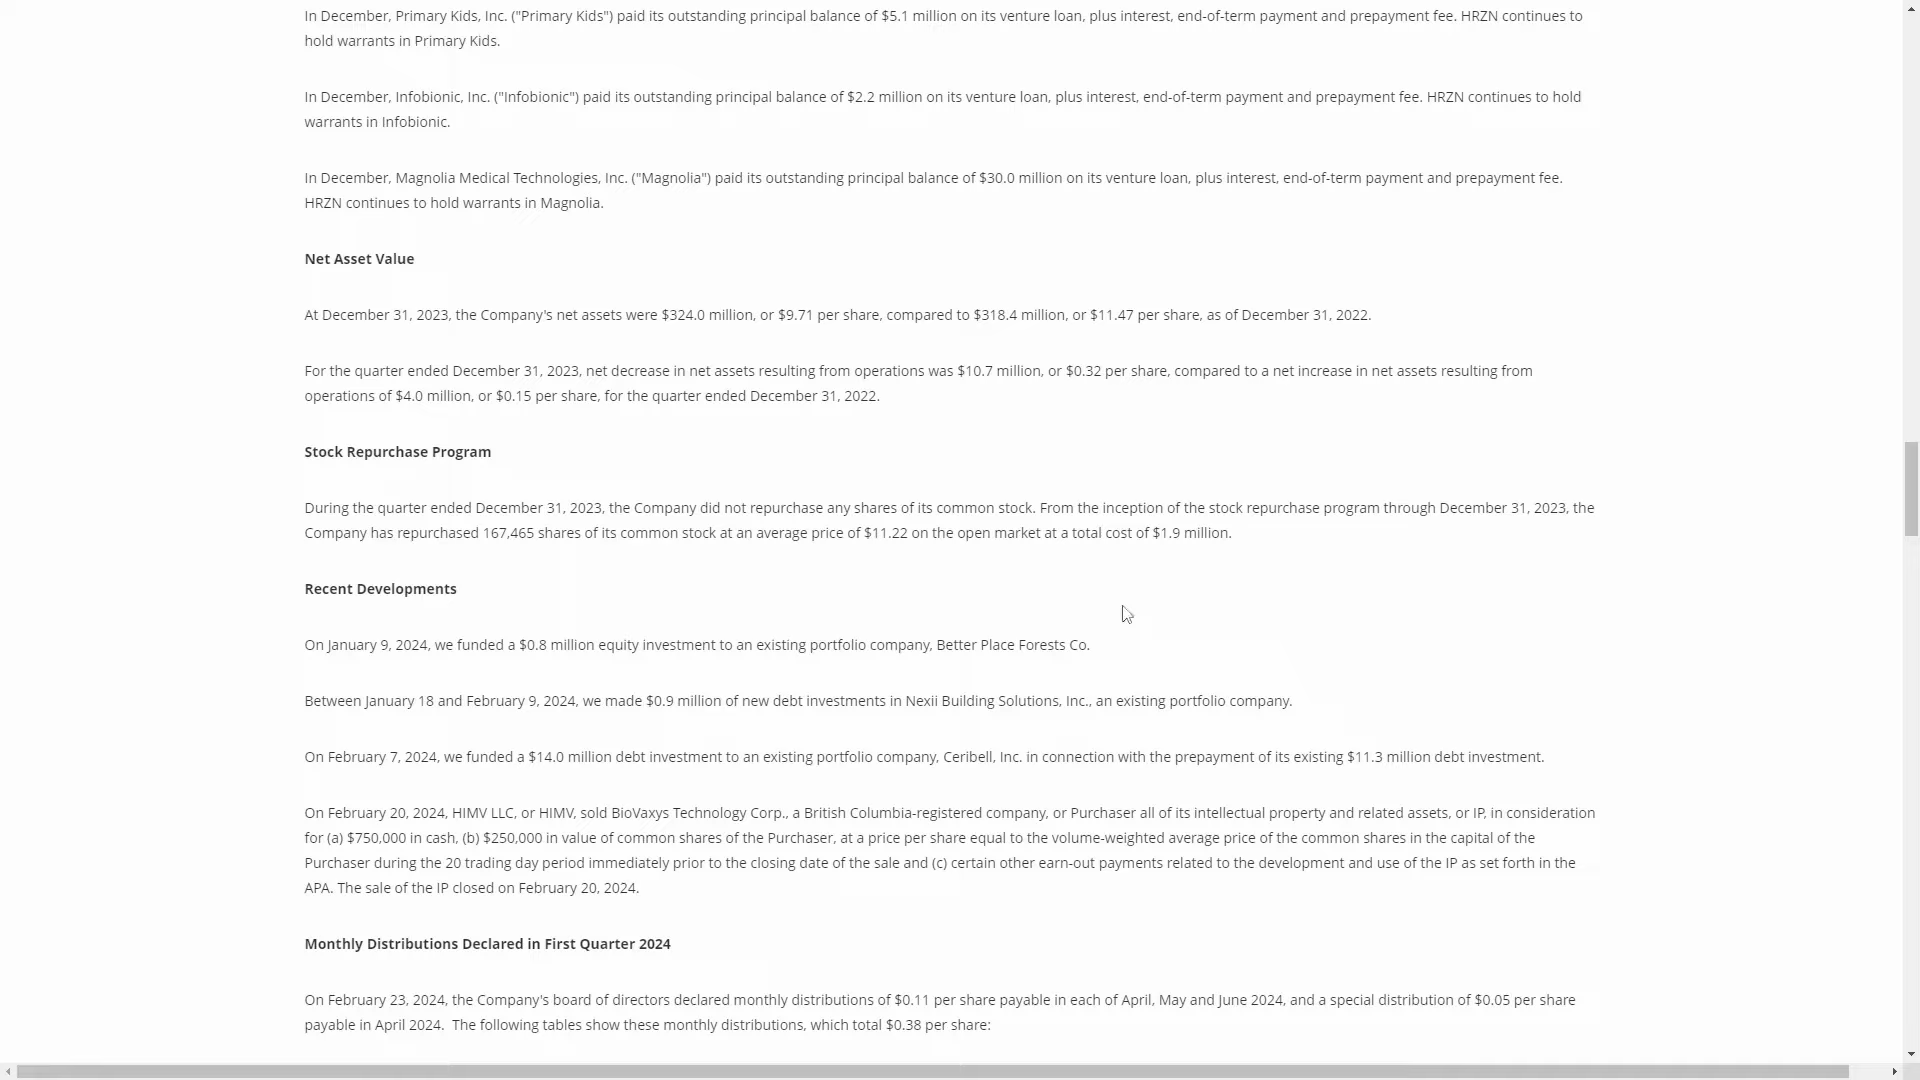 In December, Primary Kids, Inc. ("Primary Kids") paid its outstanding principal balance of $5.1 million on its venture loan, plus interest, end-of-term payment and prepayment fee. HRZN continues to
hold warrants in Primary Kids.
In December, Infobionic, Inc. ("Infobionic") paid its outstanding principal balance of $2.2 million on its venture loan, plus interest, end-of-term payment and prepayment fee. HRZN continues to hold
warrants in Infobionic.
In December, Magnolia Medical Technologies, Inc. ("Magnolia") paid its outstanding principal balance of $30.0 million on its venture loan, plus interest, end-of-term payment and prepayment fee.
HRZN continues to hold warrants in Magnolia.
Net Asset Value
At December 31, 2023, the Company's net assets were $324.0 million, or $9.71 per share, compared to $318.4 million, or $11.47 per share, as of December 31, 2022.
For the quarter ended December 31, 2023, net decrease in net assets resulting from operations was $10.7 million, or $0.32 per share, compared to a net increase in net assets resulting from
operations of $4.0 million, or $0.15 per share, for the quarter ended December 31, 2022.
Stock Repurchase Program
During the quarter ended December 31, 2023, the Company did not repurchase any shares of its common stock. From the inception of the stock repurchase program through December 31, 2023, the
Company has repurchased 167,465 shares of its common stock at an average price of $11.22 on the open market at a total cost of $1.9 million.
Recent Developments
On January 9, 2024, we funded a $0.8 million equity investment to an existing portfolio company, Better Place Forests Co.
Between January 18 and February 9, 2024, we made $0.9 million of new debt investments in Nexii Building Solutions, Inc., an existing portfolio company.
On February 7, 2024, we funded a $14.0 million debt investment to an existing portfolio company, Ceribell, Inc. in connection with the prepayment of its existing $11.3 million debt investment.
On February 20, 2024, HIMV LLC, or HIMV, sold BioVaxys Technology Corp., a British Columbia-registered company, or Purchaser all of its intellectual property and related assets, or IP, in consideration
for (a) $750,000 in cash, (b) $250,000 in value of common shares of the Purchaser, at a price per share equal to the volume-weighted average price of the common shares in the capital of the
Purchaser during the 20 trading day period immediately prior to the closing date of the sale and (c) certain other earn-out payments related to the development and use of the IP as set forth in the
APA. The sale of the IP closed on February 20, 2024.
Monthly Distributions Declared in First Quarter 2024
On February 23, 2024, the Company's board of directors declared monthly distributions of $0.11 per share payable in each of April, May and June 2024, and a special distribution of $0.05 per share
payable in April 2024.  The following tables show these monthly distributions, which total $0.38 per share: